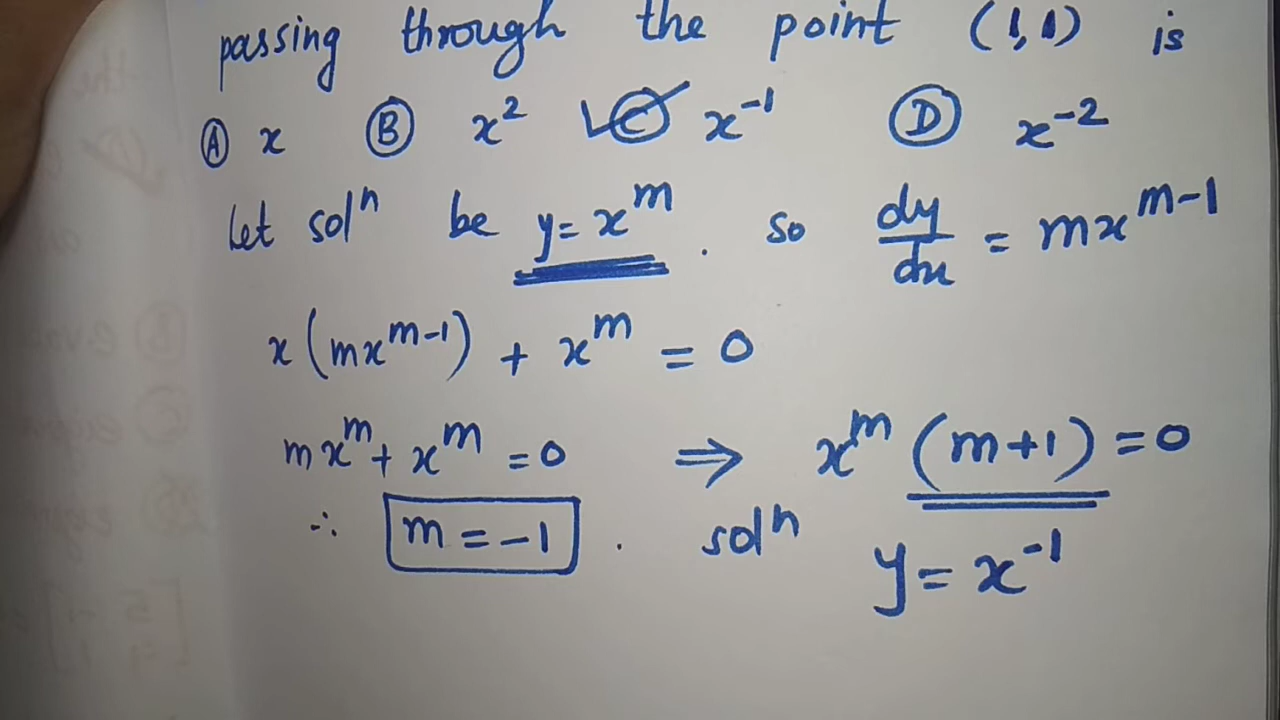 passing through the point (1,1) is
Ⓐ x Ⓑ x² Ⓒ x⁻¹ Ⓓ x⁻²
Let solⁿ be y = xᵐ . so dy/dx = mxᵐ⁻¹
x(mxᵐ⁻¹) + xᵐ = 0
mxᵐ + xᵐ = 0 ⇒ xᵐ (m+1) = 0
∴ m = -1 . solⁿ y = x⁻¹